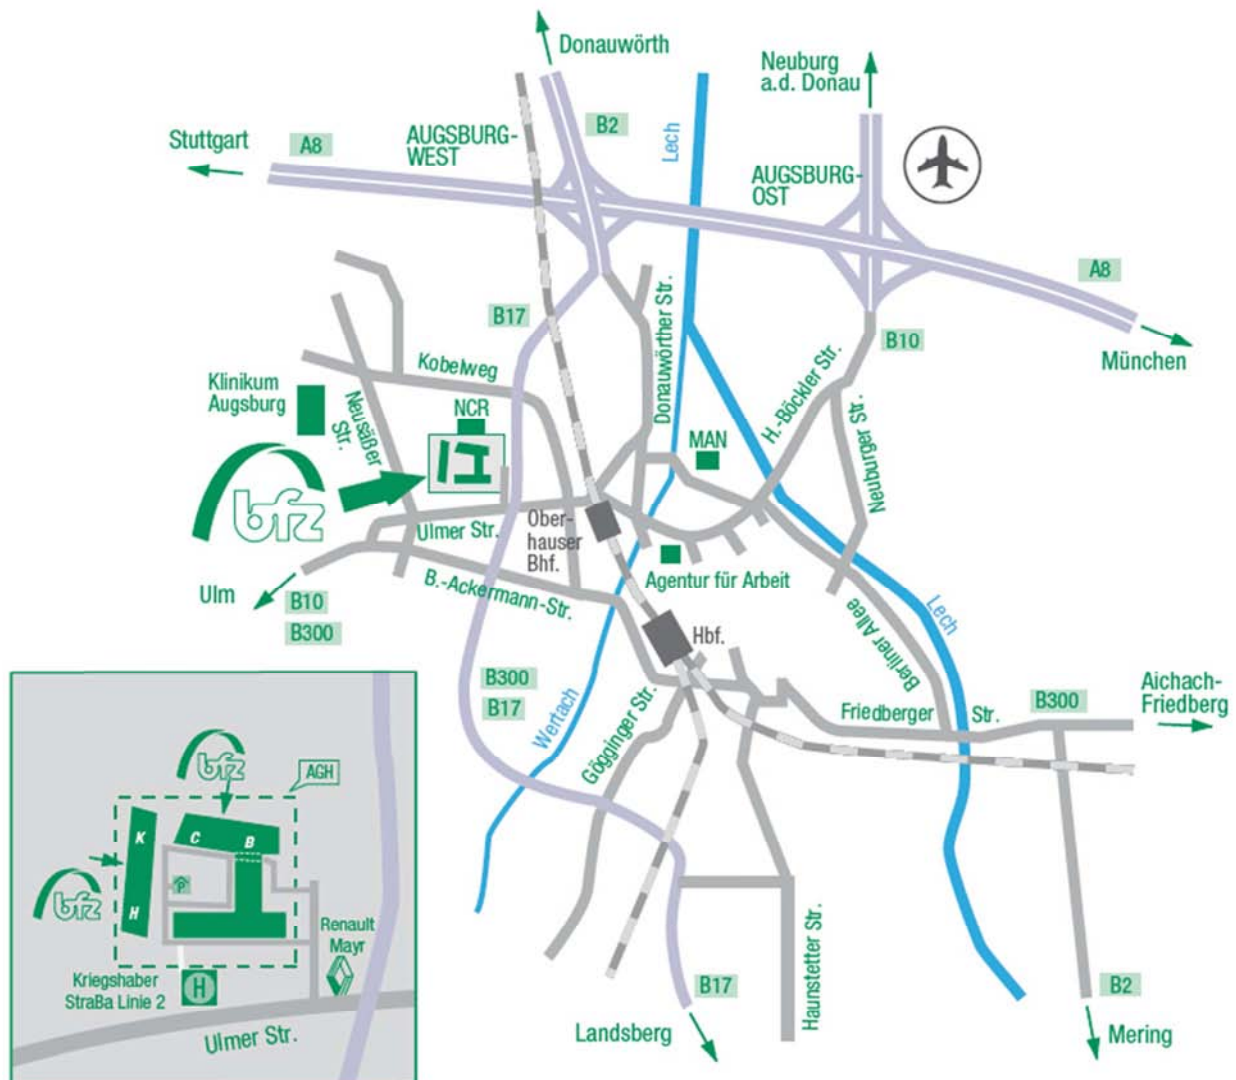 Donauwörth
Neuburg
a.d. Donau
Stuttgart
A8
AUGSBURG-
WEST
B2
Lech
AUGSBURG-
OST
A8
B17
Donauwörther Str.
B10
München
Kobelweg
H.-Böckler Str.
Klinikum
Augsburg
Neusäßer
Str.
NCR
MAN
Neuburger Str.
bfz
Ulmer Str.
Ober-
hauser
Bhf.
Agentur für Arbeit
Ulm
B10
B300
B.-Ackermann-Str.
Hbf.
Berliner Allee
Lech
B300
B17
Wertach
Gögginger Str.
Friedberger
Str.
B300
Aichach-
Friedberg
Haunstetter Str.
B17
Landsberg
B2
Mering
bfz
AGH
K
C
B
bfz
H
P
Renault
Mayr
Kriegshaber
StraBa Linie 2
H
Ulmer Str.